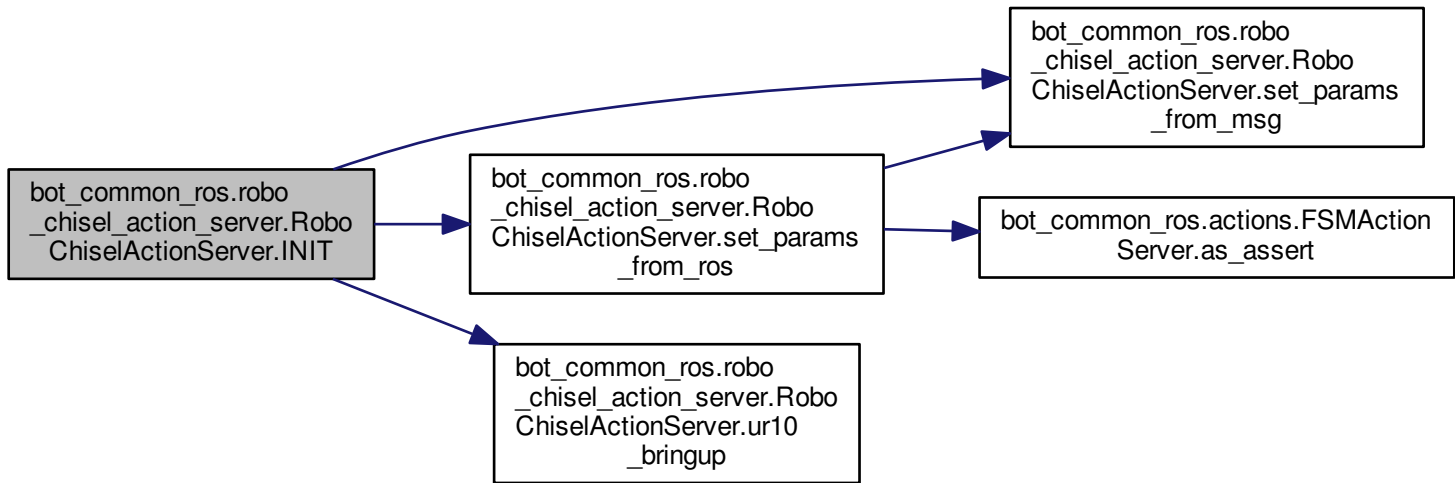 bot_common_ros.robo
_chisel_action_server.Robo
ChiselActionServer.INIT
bot_common_ros.robo
_chisel_action_server.Robo
ChiselActionServer.set_params
_from_msg
bot_common_ros.robo
_chisel_action_server.Robo
ChiselActionServer.set_params
_from_ros
bot_common_ros.actions.FSMAction
Server.as_assert
bot_common_ros.robo
_chisel_action_server.Robo
ChiselActionServer.ur10
_bringup